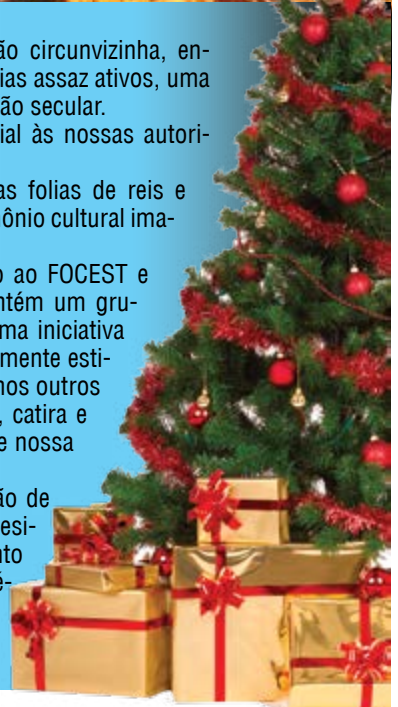 ão circunvizinha, en-
ias assaz ativos, uma
ão secular.
ial às nossas autori-
as folias de reis e
ônio cultural ima-
o ao FOCEST e
ntém um gru-
ma iniciativa
mente esti-
nos outros
, catira e
e nossa
ão de
esi-
nto
é-